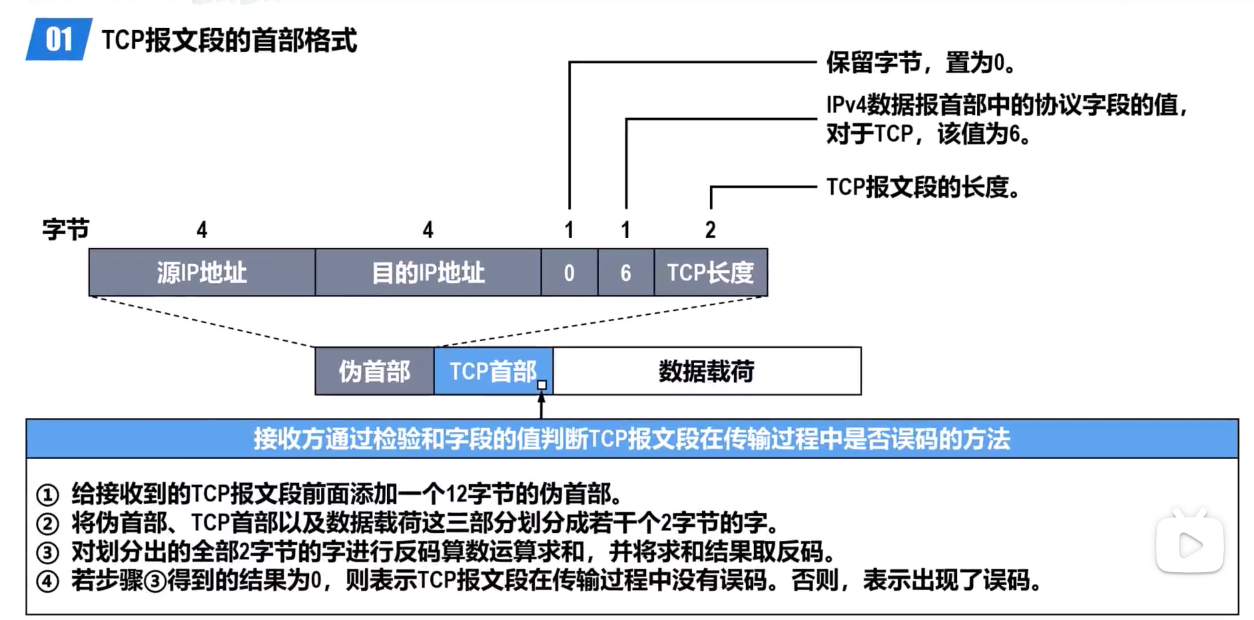 01 TCP报文段的首部格式
保留字节，置为0。
IPv4数据报首部中的协议字段的值，
对于TCP，该值为6。
TCP报文段的长度。
字节 4 4 1 1 2
源IP地址 目的IP地址 0 6 TCP长度
伪首部 TCP首部 数据载荷
接收方通过检验和字段的值判断TCP报文段在传输过程中是否误码的方法
① 给接收到的TCP报文段前面添加一个12字节的伪首部。
② 将伪首部、TCP首部以及数据载荷这三部分划分成若干个2字节的字。
③ 对划分出的全部2字节的字进行反码算数运算求和，并将求和结果取反码。
④ 若步骤③得到的结果为0，则表示TCP报文段在传输过程中没有误码。否则，表示出现了误码。